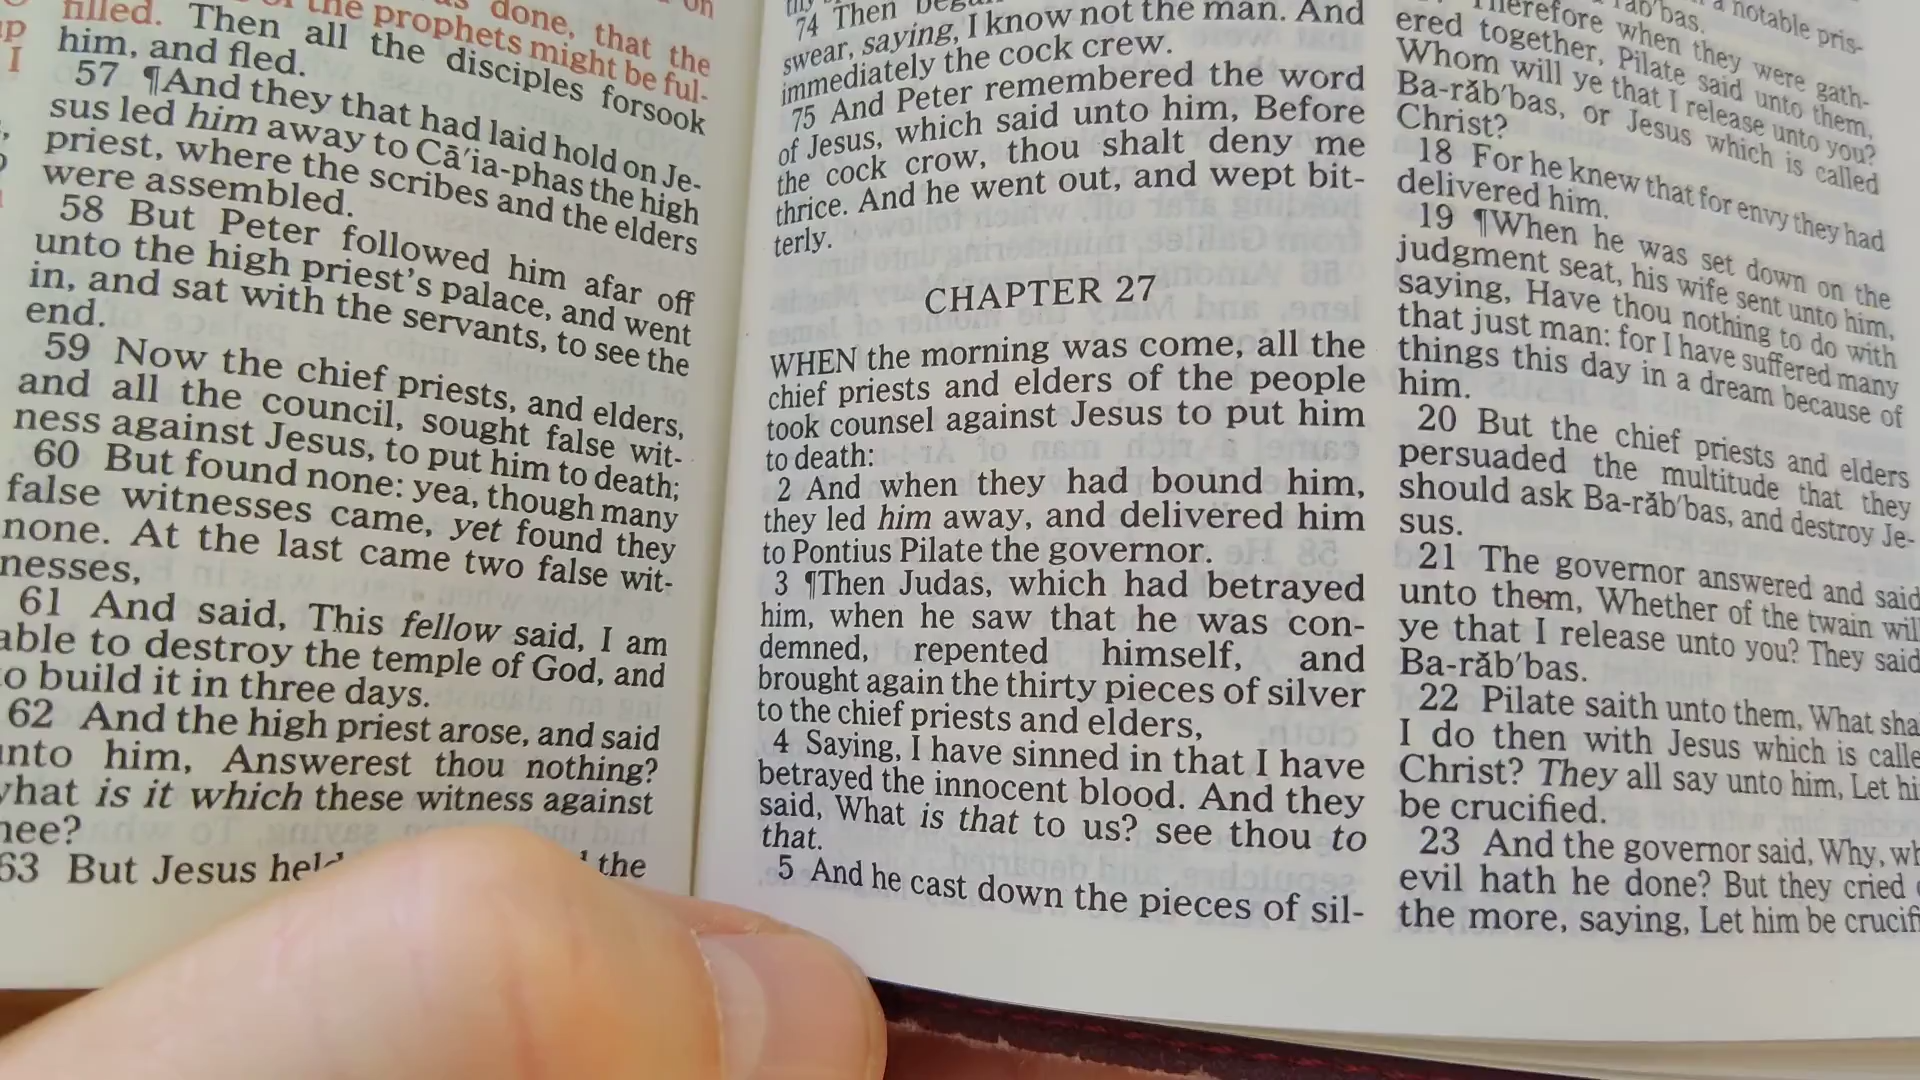 done, that the
the prophets might be ful-
filled. Then all the disciples forsook
him, and fled.
57 ¶And they that had laid hold on Je-
sus led him away to Cā′ia-phas the high
priest, where the scribes and the elders
were assembled.
58 But Peter followed him afar off
unto the high priest's palace, and went
in, and sat with the servants, to see the
end.
59 Now the chief priests, and elders,
and all the council, sought false wit-
ness against Jesus, to put him to death;
60 But found none: yea, though many
false witnesses came, yet found they
none. At the last came two false wit-
nesses,
61 And said, This fellow said, I am
able to destroy the temple of God, and
to build it in three days.
62 And the high priest arose, and said
unto him, Answerest thou nothing?
what is it which these witness against
thee?
63 But Jesus held the
74 Then
swear, saying, I know not the man. And
immediately the cock crew.
75 And Peter remembered the word
of Jesus, which said unto him, Before
the cock crow, thou shalt deny me
thrice. And he went out, and wept bit-
terly.
CHAPTER 27
WHEN the morning was come, all the
chief priests and elders of the people
took counsel against Jesus to put him
to death:
2 And when they had bound him,
they led him away, and delivered him
to Pontius Pilate the governor.
3 ¶Then Judas, which had betrayed
him, when he saw that he was con-
demned, repented himself, and
brought again the thirty pieces of silver
to the chief priests and elders,
4 Saying, I have sinned in that I have
betrayed the innocent blood. And they
said, What is that to us? see thou to
that.
5 And he cast down the pieces of sil-
a notable pris-
Therefore when they were gath-
ered together, Pilate said unto them,
Whom will ye that I release unto you?
Ba-răb′bas, or Jesus which is called
Christ?
18 For he knew that for envy they had
delivered him.
19 ¶When he was set down on the
judgment seat, his wife sent unto him,
saying, Have thou nothing to do with
that just man: for I have suffered many
things this day in a dream because of
him.
20 But the chief priests and elders
persuaded the multitude that they
should ask Ba-răb′bas, and destroy Je-
sus.
21 The governor answered and said
unto them, Whether of the twain will
ye that I release unto you? They said
Ba-răb′bas.
22 Pilate saith unto them, What sha
I do then with Jesus which is calle
Christ? They all say unto him, Let hi
be crucified.
23 And the governor said, Why, wh
evil hath he done? But they cried
the more, saying, Let him be crucifi